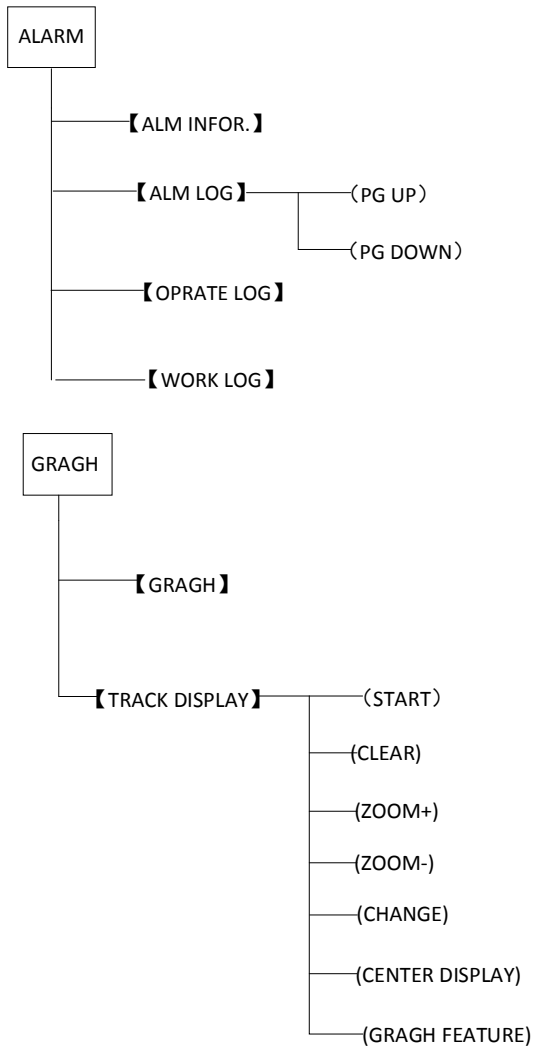 ALARM
【ALM INFOR.】
【ALM LOG】
（PG UP）
（PG DOWN）
【OPRATE LOG】
【WORK LOG】
GRAGH
【GRAGH】
【TRACK DISPLAY】
（START）
(CLEAR)
(ZOOM+)
(ZOOM-)
(CHANGE)
(CENTER DISPLAY)
(GRAGH FEATURE)